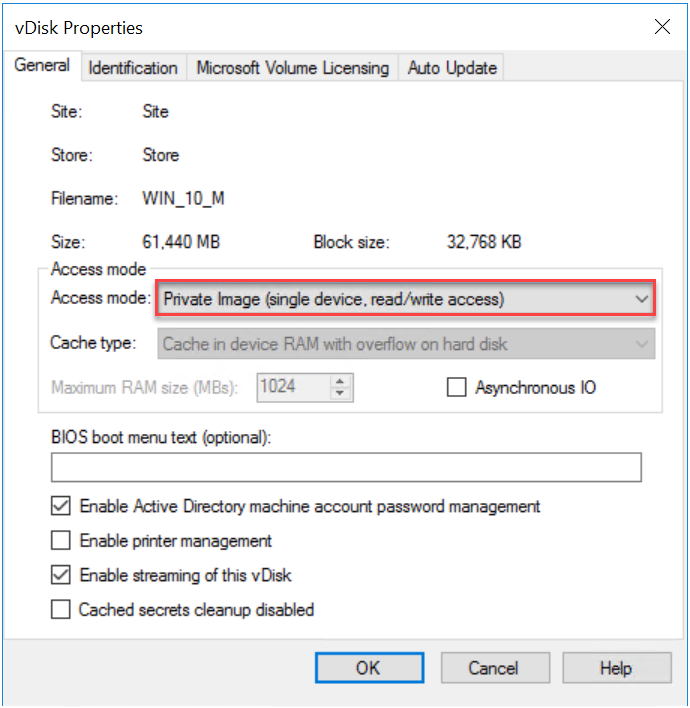 vDisk Properties
General Identification Microsoft Volume Licensing Auto Update
Site: Site
Store: Store
Filename: WIN_10_M
Size: 61,440 MB Block size: 32,768 KB
Access mode
Access mode: Private Image (single device, read/write access)
Cache type: Cache in device RAM with overflow on hard disk
Maximum RAM size (MBs): 1024 Asynchronous IO
BIOS boot menu text (optional):
Enable Active Directory machine account password management
Enable printer management
Enable streaming of this vDisk
Cached secrets cleanup disabled
OK Cancel Help